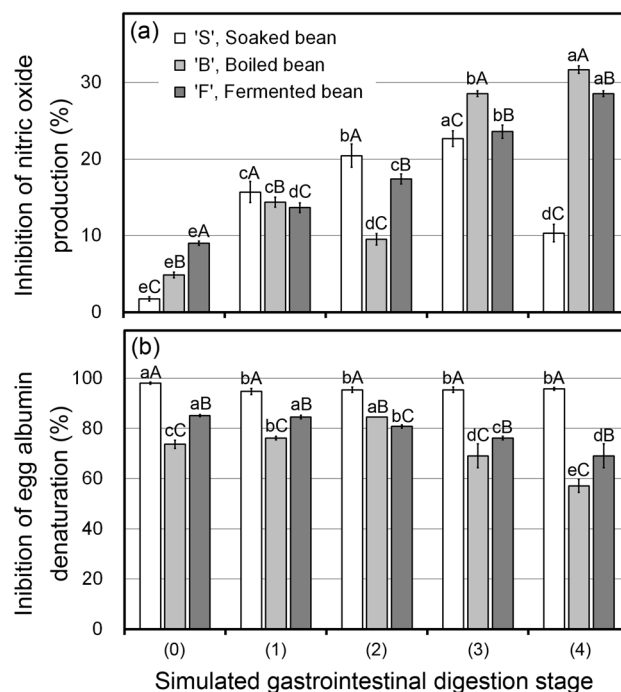 (a)
'S', Soaked bean
'B', Boiled bean
'F', Fermented bean
Inhibition of nitric oxide
production (%)
30
20
10
0
eC eB eA
cA cB dC
bA dC cB
aC bA bB
dC aA aB
(b)
Inibition of egg albumin
denaturation (%)
100
80
60
40
20
0
aA cC aB
bA bC aB
bA aB bC
bA dC cB
bA eC dB
(0) (1) (2) (3) (4)
Simulated gastrointestinal digestion stage